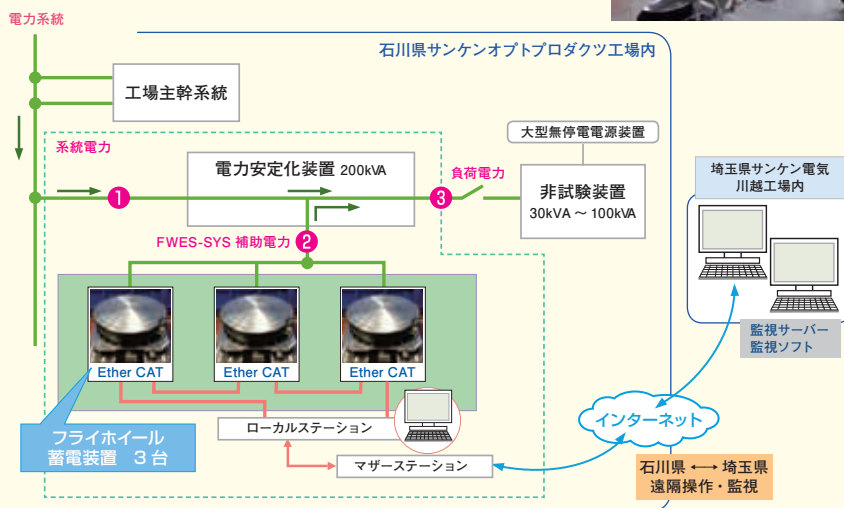 電力系統
石川県サンケンオプトプロダクツ工場内
工場主幹系統
大型無停電電源装置
系統電力
電力安定化装置 200kVA
負荷電力
非試験装置
30kVA ～ 100kVA
埼玉県サンケン電気
川越工場内
❶
❸
FWES-SYS 補助電力 ❷
監視サーバー
監視ソフト
Ether CAT
Ether CAT
Ether CAT
フライホイール
蓄電装置 3台
ローカルステーション
インターネット
マザーステーション
石川県 ⟷ 埼玉県
遠隔操作・監視